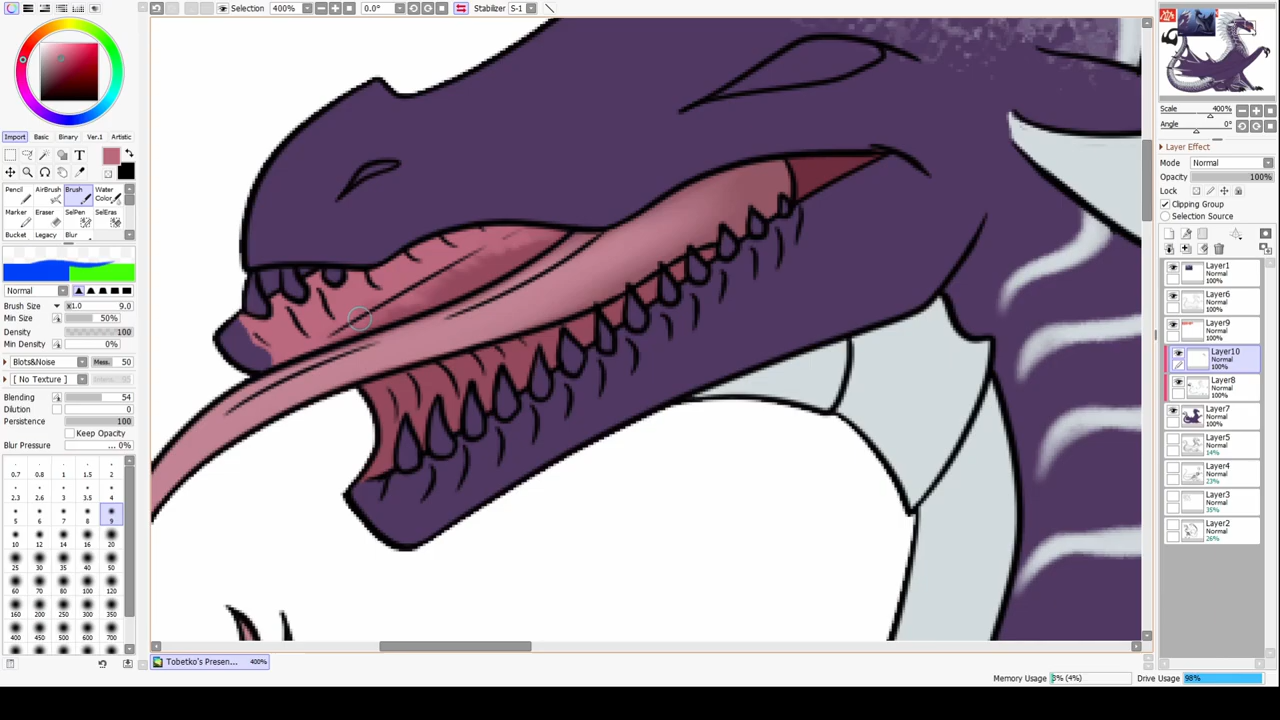 Selection 400% 0.0° Stabilizer S-1
Import Basic Binary Ver.1 Artistic
Pencil AirBrush Brush Water Color
Marker Eraser SelPen SelEras
Bucket Legacy Blur
Normal
Brush Size x1.0 9.0
Min Size 50%
Density 100
Min Density 0%
Blots&Noise 50
[ No Texture ]
Blending 54
Dilution 0
Persistence 100
Keep Opacity
Blur Pressure ... 0%
0.7 0.8 1 1.5 2
2.3 2.6 3 3.5 4
5 6 7 8 9
10 12 14 16 20
25 30 35 40 50
60 70 80 100 120
160 200 250 300 350
400 450 500 600 700
Tobetko's Presen... 400%
Scale 400%
Angle 0°
Layer Effect
Mode Normal
Opacity 100%
Lock
Clipping Group
Selection Source
Layer1
Normal
100%
Layer6
Normal
100%
Layer9
Normal
100%
Layer10
Normal
100%
Layer8
Normal
100%
Layer7
Normal
100%
Layer5
Normal
14%
Layer4
Normal
23%
Layer3
Normal
35%
Layer2
Normal
26%
Memory Usage 3% (4%) Drive Usage 98%